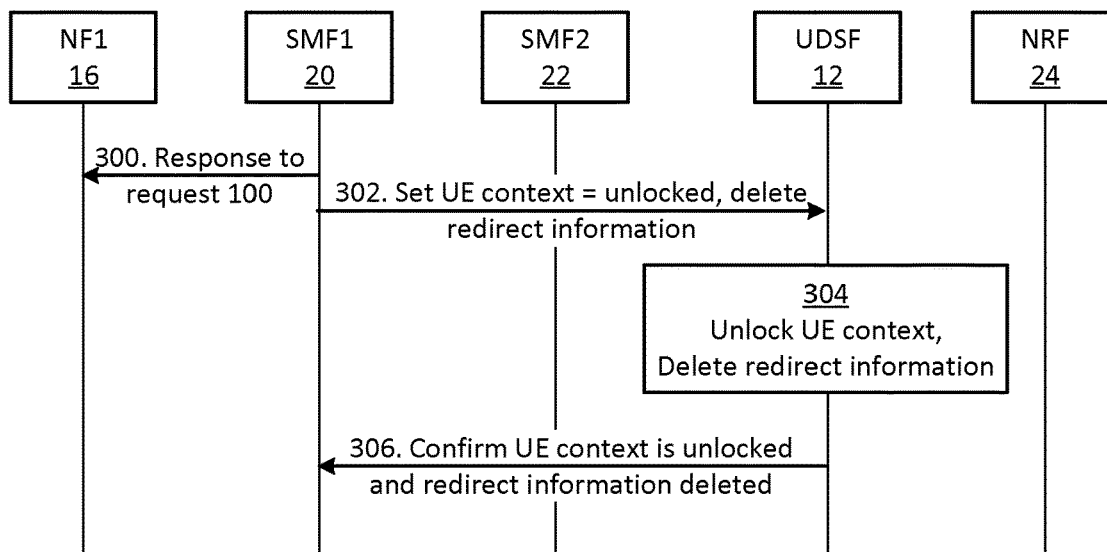 NF1
16
SMF1
20
SMF2
22
UDSF
12
NRF
24
300. Response to
request 100
302. Set UE context = unlocked, delete
redirect information
304
Unlock UE context,
Delete redirect information
306. Confirm UE context is unlocked
and redirect information deleted